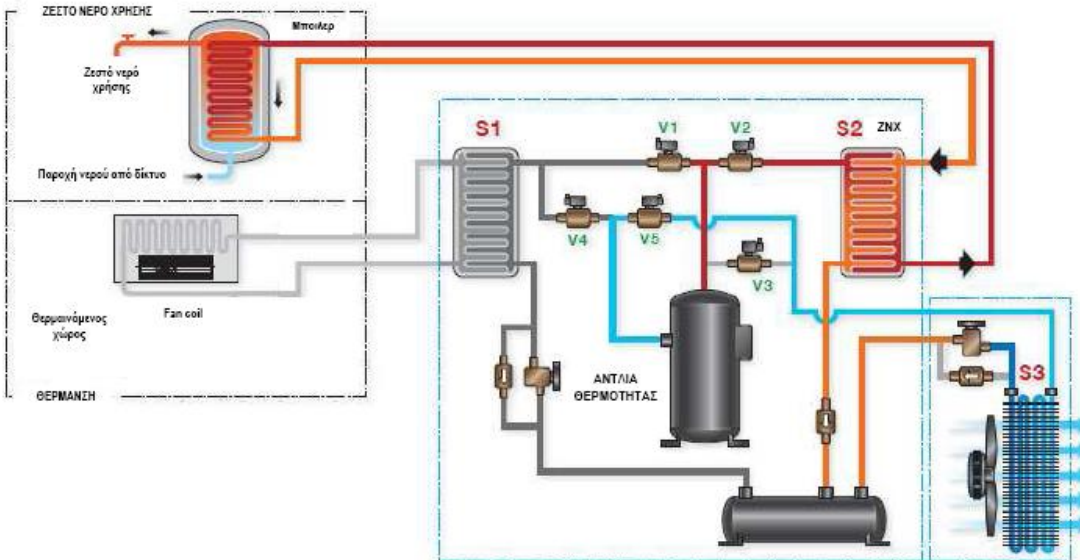 ΖΕΣΤΟ ΝΕΡΟ ΧΡΗΣΗΣ
Μποιλερ
Ζεστό νερό
χρήσης
Παροχή νερού από δίκτυο
Fan coil
Θερμαινόμενος
χώρος
ΘΕΡΜΑΝΣΗ
S1
V1
V2
S2
ΖΝΧ
V4
V5
V3
ΑΝΤΛΙΑ
ΘΕΡΜΟΤΗΤΑΣ
S3